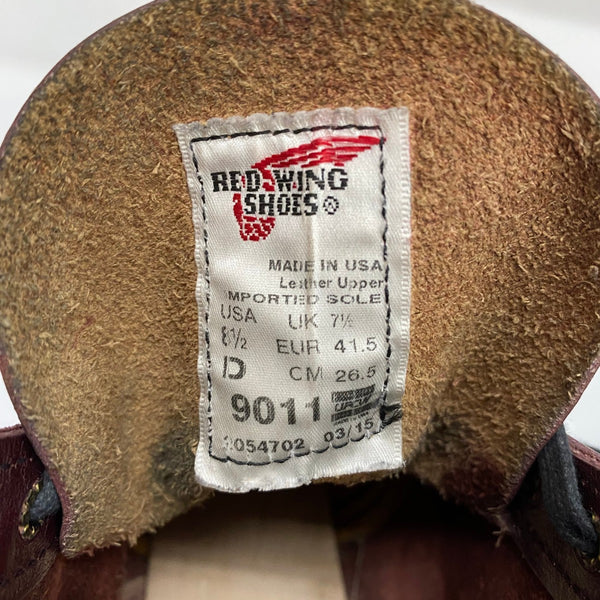 RED WING
SHOES®
MADE IN USA
Leather Upper
MPORTED SOLE
USA UK 7½
8½ EUR 41.5
D CM 26.5
9011
054702 03/15